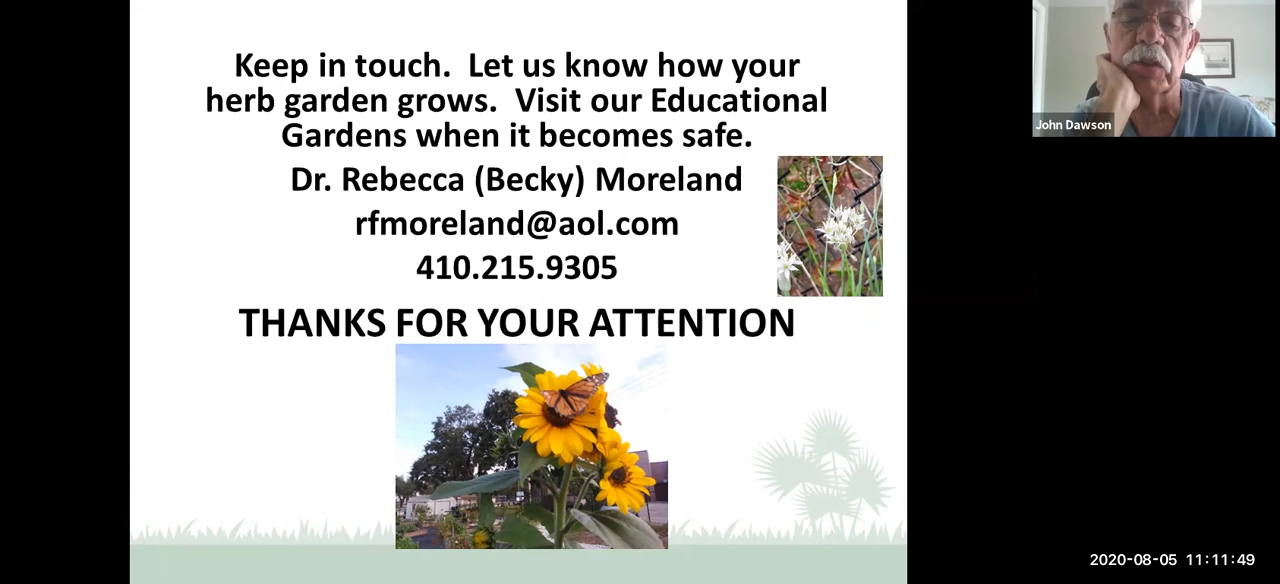 Keep in touch.  Let us know how your
herb garden grows.  Visit our Educational
Gardens when it becomes safe.
Dr. Rebecca (Becky) Moreland
rfmoreland@aol.com
410.215.9305
THANKS FOR YOUR ATTENTION
John Dawson
2020-08-05 11:11:49